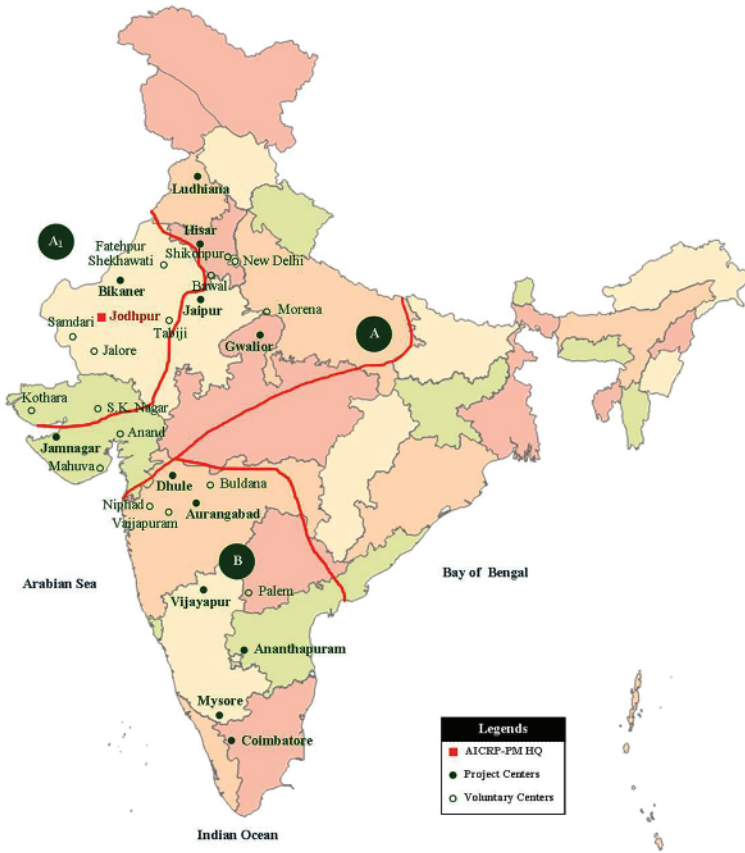 Ludhiana
Hisar
A1
Fatehpur
Shekhawati
Shikohpur
New Delhi
Bawal
Bikaner
Jaipur
Jodhpur
Morena
Samdari
Tabiji
A
Gwalior
Jalore
Kothara
S.K. Nagar
Anand
Jamnagar
Mahuva
Dhule
Buldana
Niphad
Aurangabad
Vaijapuram
B
Arabian Sea
Bay of Bengal
Palem
Vijayapur
Ananthapuram
Mysore
Coimbatore
Legends
AICRP-PM HQ
Project Centers
Voluntary Centers
Indian Ocean